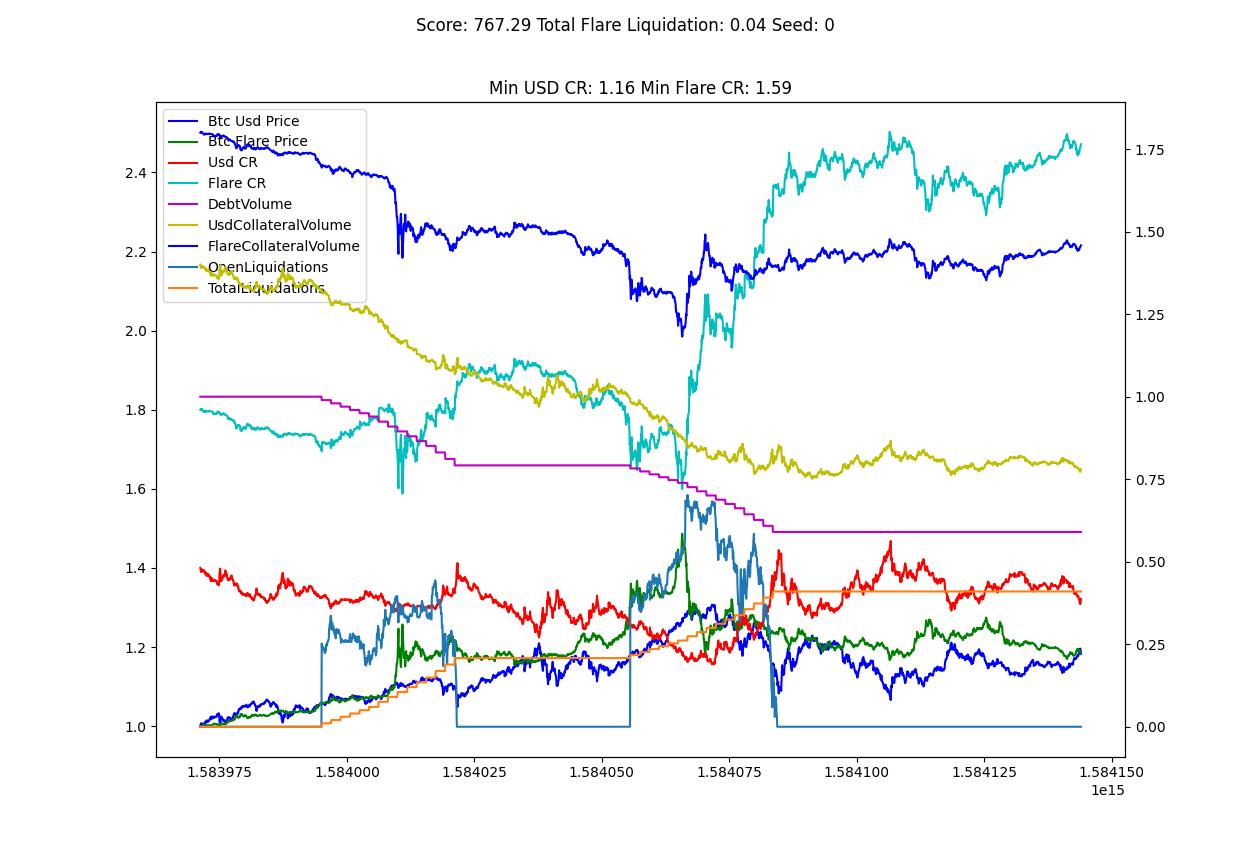 Score: 767.29 Total Flare Liquidation: 0.04 Seed: 0
Min USD CR: 1.16 Min Flare CR: 1.59
Btc Usd Price
Btc Flare Price
Usd CR
Flare CR
DebtVolume
UsdCollateralVolume
FlareCollateralVolume
OpenLiquidations
TotalLiquidations
2.4
2.2
2.0
1.8
1.6
1.4
1.2
1.0
1.75
1.50
1.25
1.00
0.75
0.50
0.25
0.00
1.583975 1.584000 1.584025 1.584050 1.584075 1.584100 1.584125 1.584150
1e15